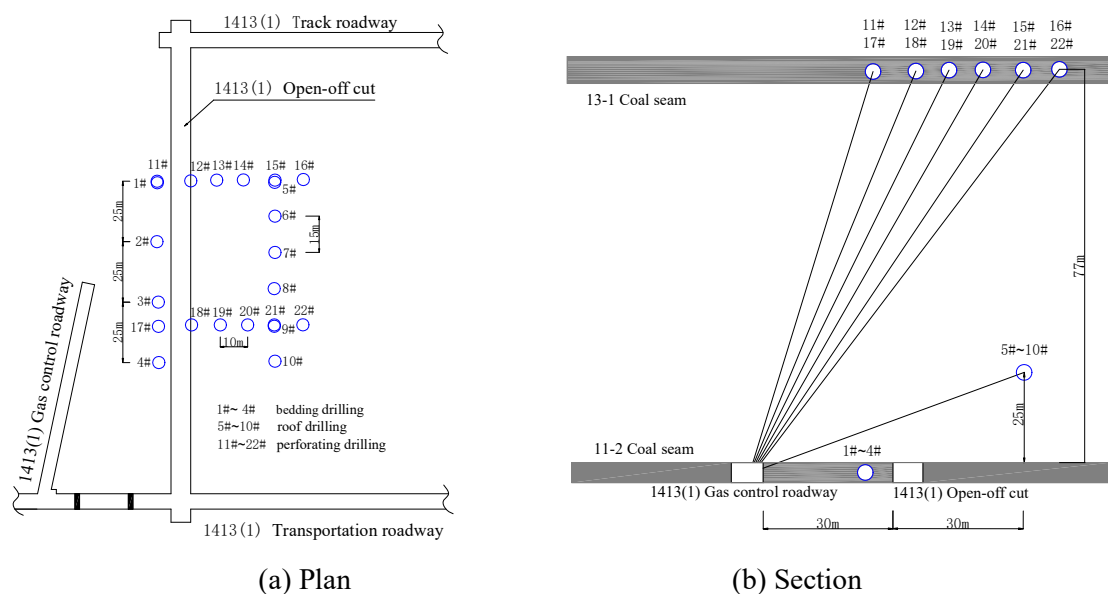 1413(1) Track roadway
1413(1) Open-off cut
11# 12# 13# 14# 15# 16#
1# 5#
25m
6#
15m
2# 7#
25m
8#
3#
18# 19# 20# 21# 22#
17# 9#
25m
10m
4# 10#
1413(1) Gas control roadway
1#~ 4# bedding drilling
5#~10# roof drilling
11#~22# perforating drilling
1413(1) Transportation roadway
(a) Plan
11# 12# 13# 14# 15# 16#
17# 18# 19# 20# 21# 22#
13-1 Coal seam
77m
5#~10#
25m
11-2 Coal seam
1#~4#
1413(1) Gas control roadway
1413(1) Open-off cut
30m 30m
(b) Section